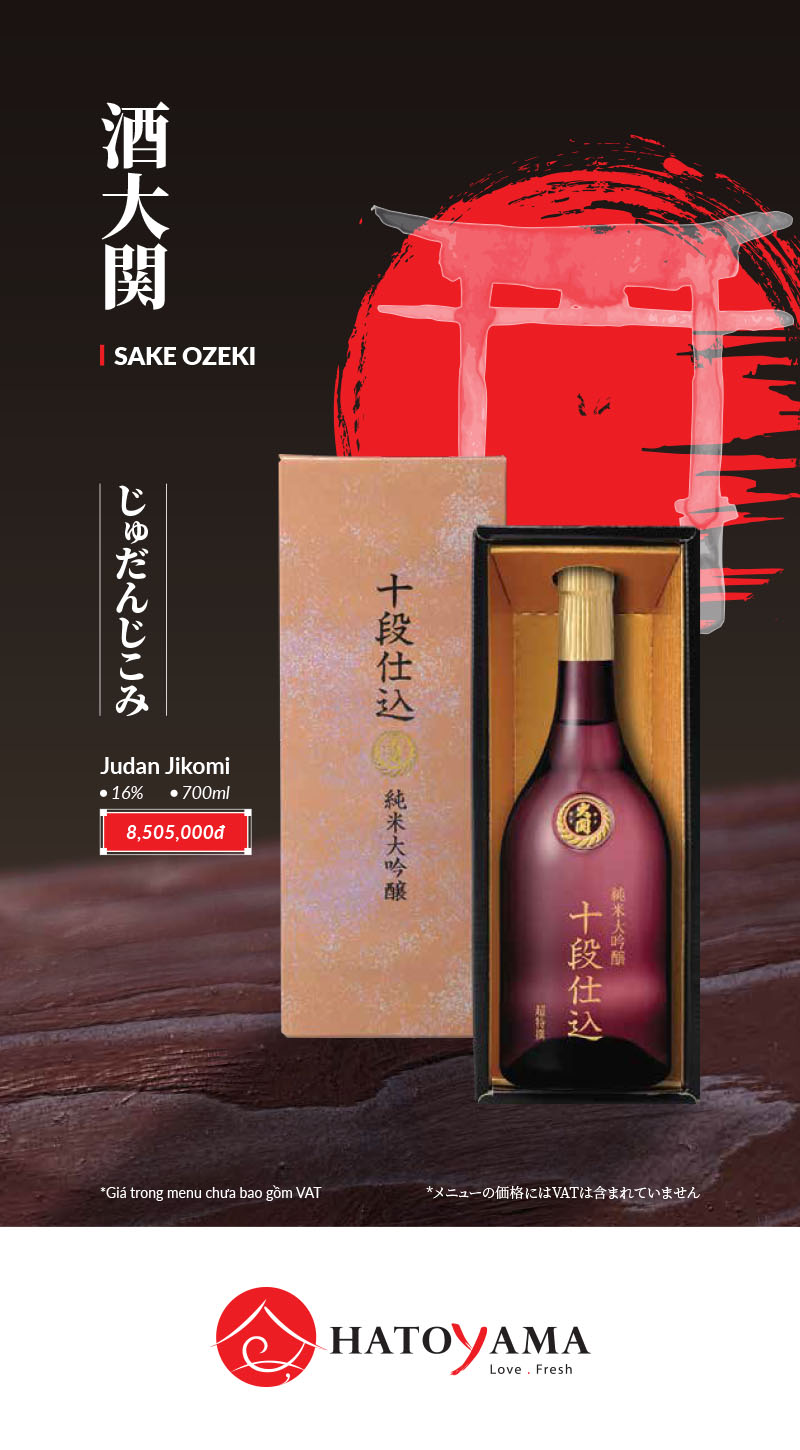 酒大関
SAKE OZEKI
じゅだんじこみ
Judan Jikomi
• 16% • 700ml
8,505,000đ
十段仕込
純米大吟醸
大関
純米大吟醸
十段仕込
超特撰
*Giá trong menu chưa bao gồm VAT
*メニューの価格にはVATは含まれていません
HATOYAMA
Love . Fresh